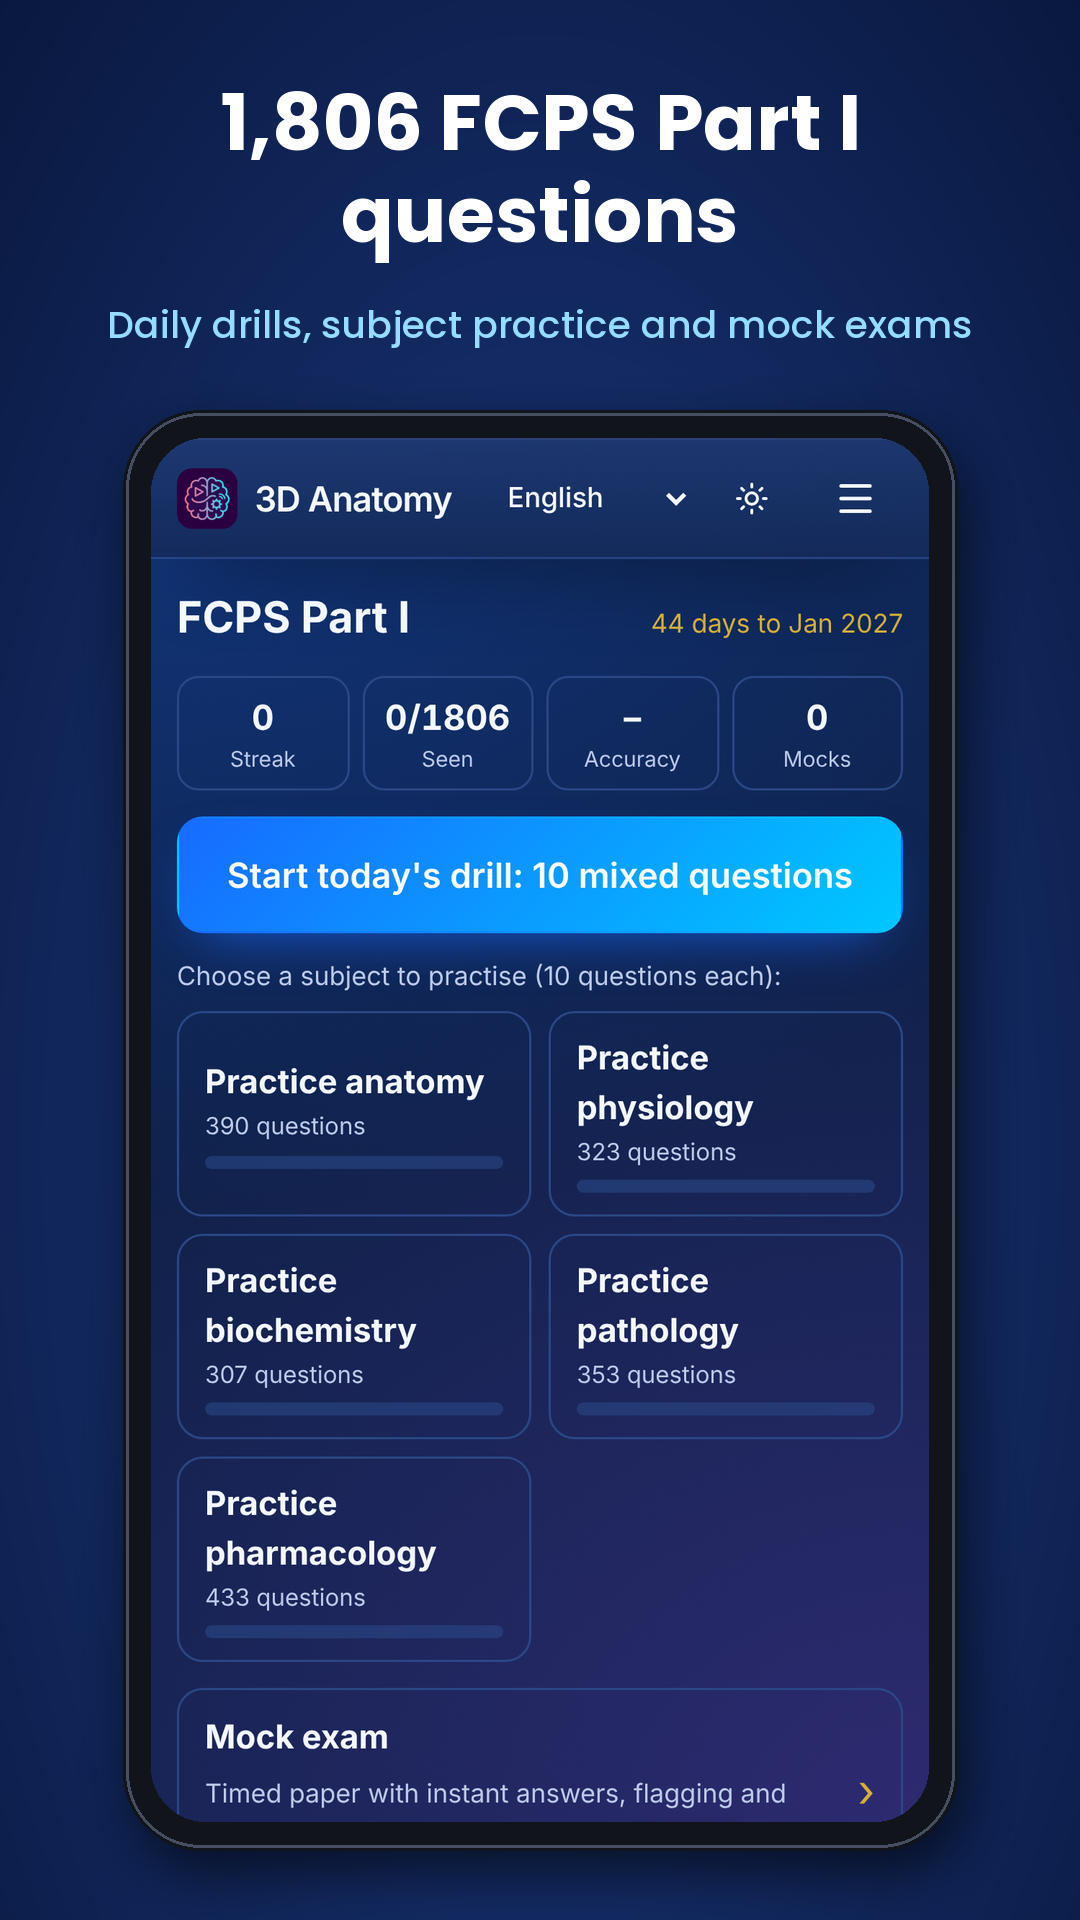 1,806 FCPS Part I
questions
Daily drills, subject practice and mock exams
3D Anatomy
English
FCPS Part I
44 days to Jan 2027
0
Streak
0/1806
Seen
–
Accuracy
0
Mocks
Start today's drill: 10 mixed questions
Choose a subject to practise (10 questions each):
Practice anatomy
390 questions
Practice
physiology
323 questions
Practice
biochemistry
307 questions
Practice
pathology
353 questions
Practice
pharmacology
433 questions
Mock exam
Timed paper with instant answers, flagging and